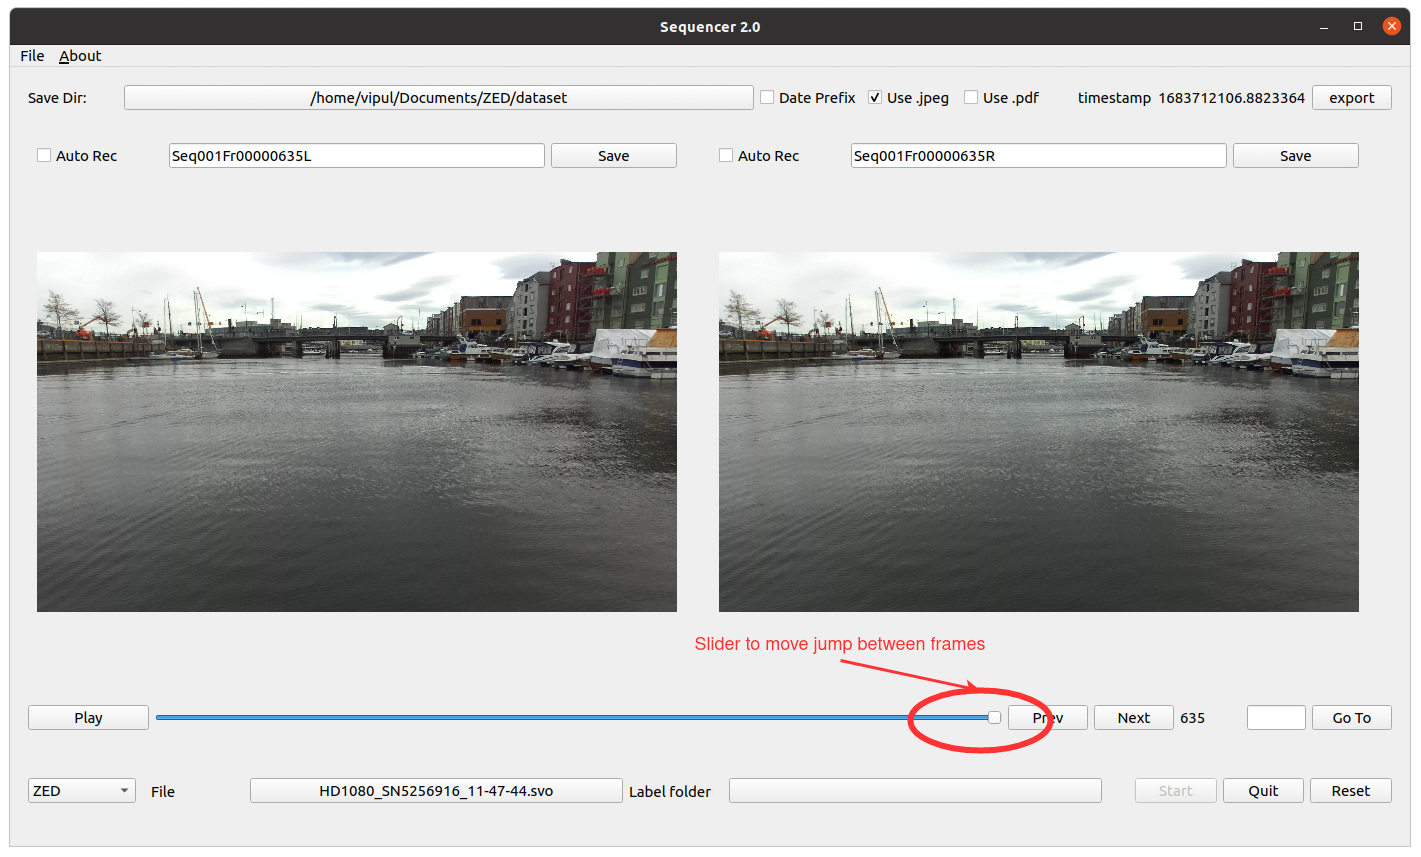 Sequencer 2.0
File About
Save Dir: /home/vipul/Documents/ZED/dataset Date Prefix Use .jpeg Use .pdf timestamp 1683712106.8823364 export
Auto Rec Seq001Fr00000635L Save Auto Rec Seq001Fr00000635R Save
Slider to move jump between frames
Play Prev Next 635 Go To
ZED File HD1080_SN5256916_11-47-44.svo Label folder Start Quit Reset